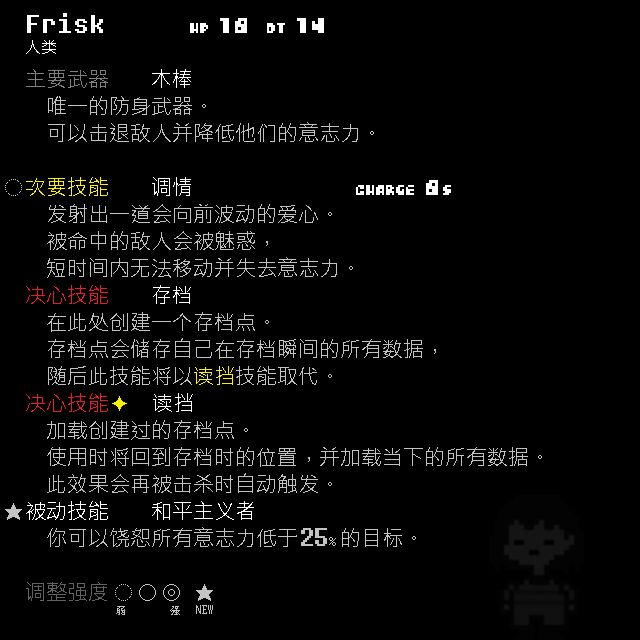 Frisk HP 18 DT 14
人类
主要武器 木棒
唯一的防身武器。
可以击退敌人并降低他们的意志力。
次要技能 调情 CHARGE 8s
发射出一道会向前波动的爱心。
被命中的敌人会被魅惑，
短时间内无法移动并失去意志力。
决心技能 存档
在此处创建一个存档点。
存档点会储存自己在存档瞬间的所有数据，
随后此技能将以读挡技能取代。
决心技能✦ 读挡
加载创建过的存档点。
使用时将回到存档时的位置，并加载当下的所有数据。
此效果会再被击杀时自动触发。
★被动技能 和平主义者
你可以饶恕所有意志力低于25%的目标。
调整强度
弱 强 NEW